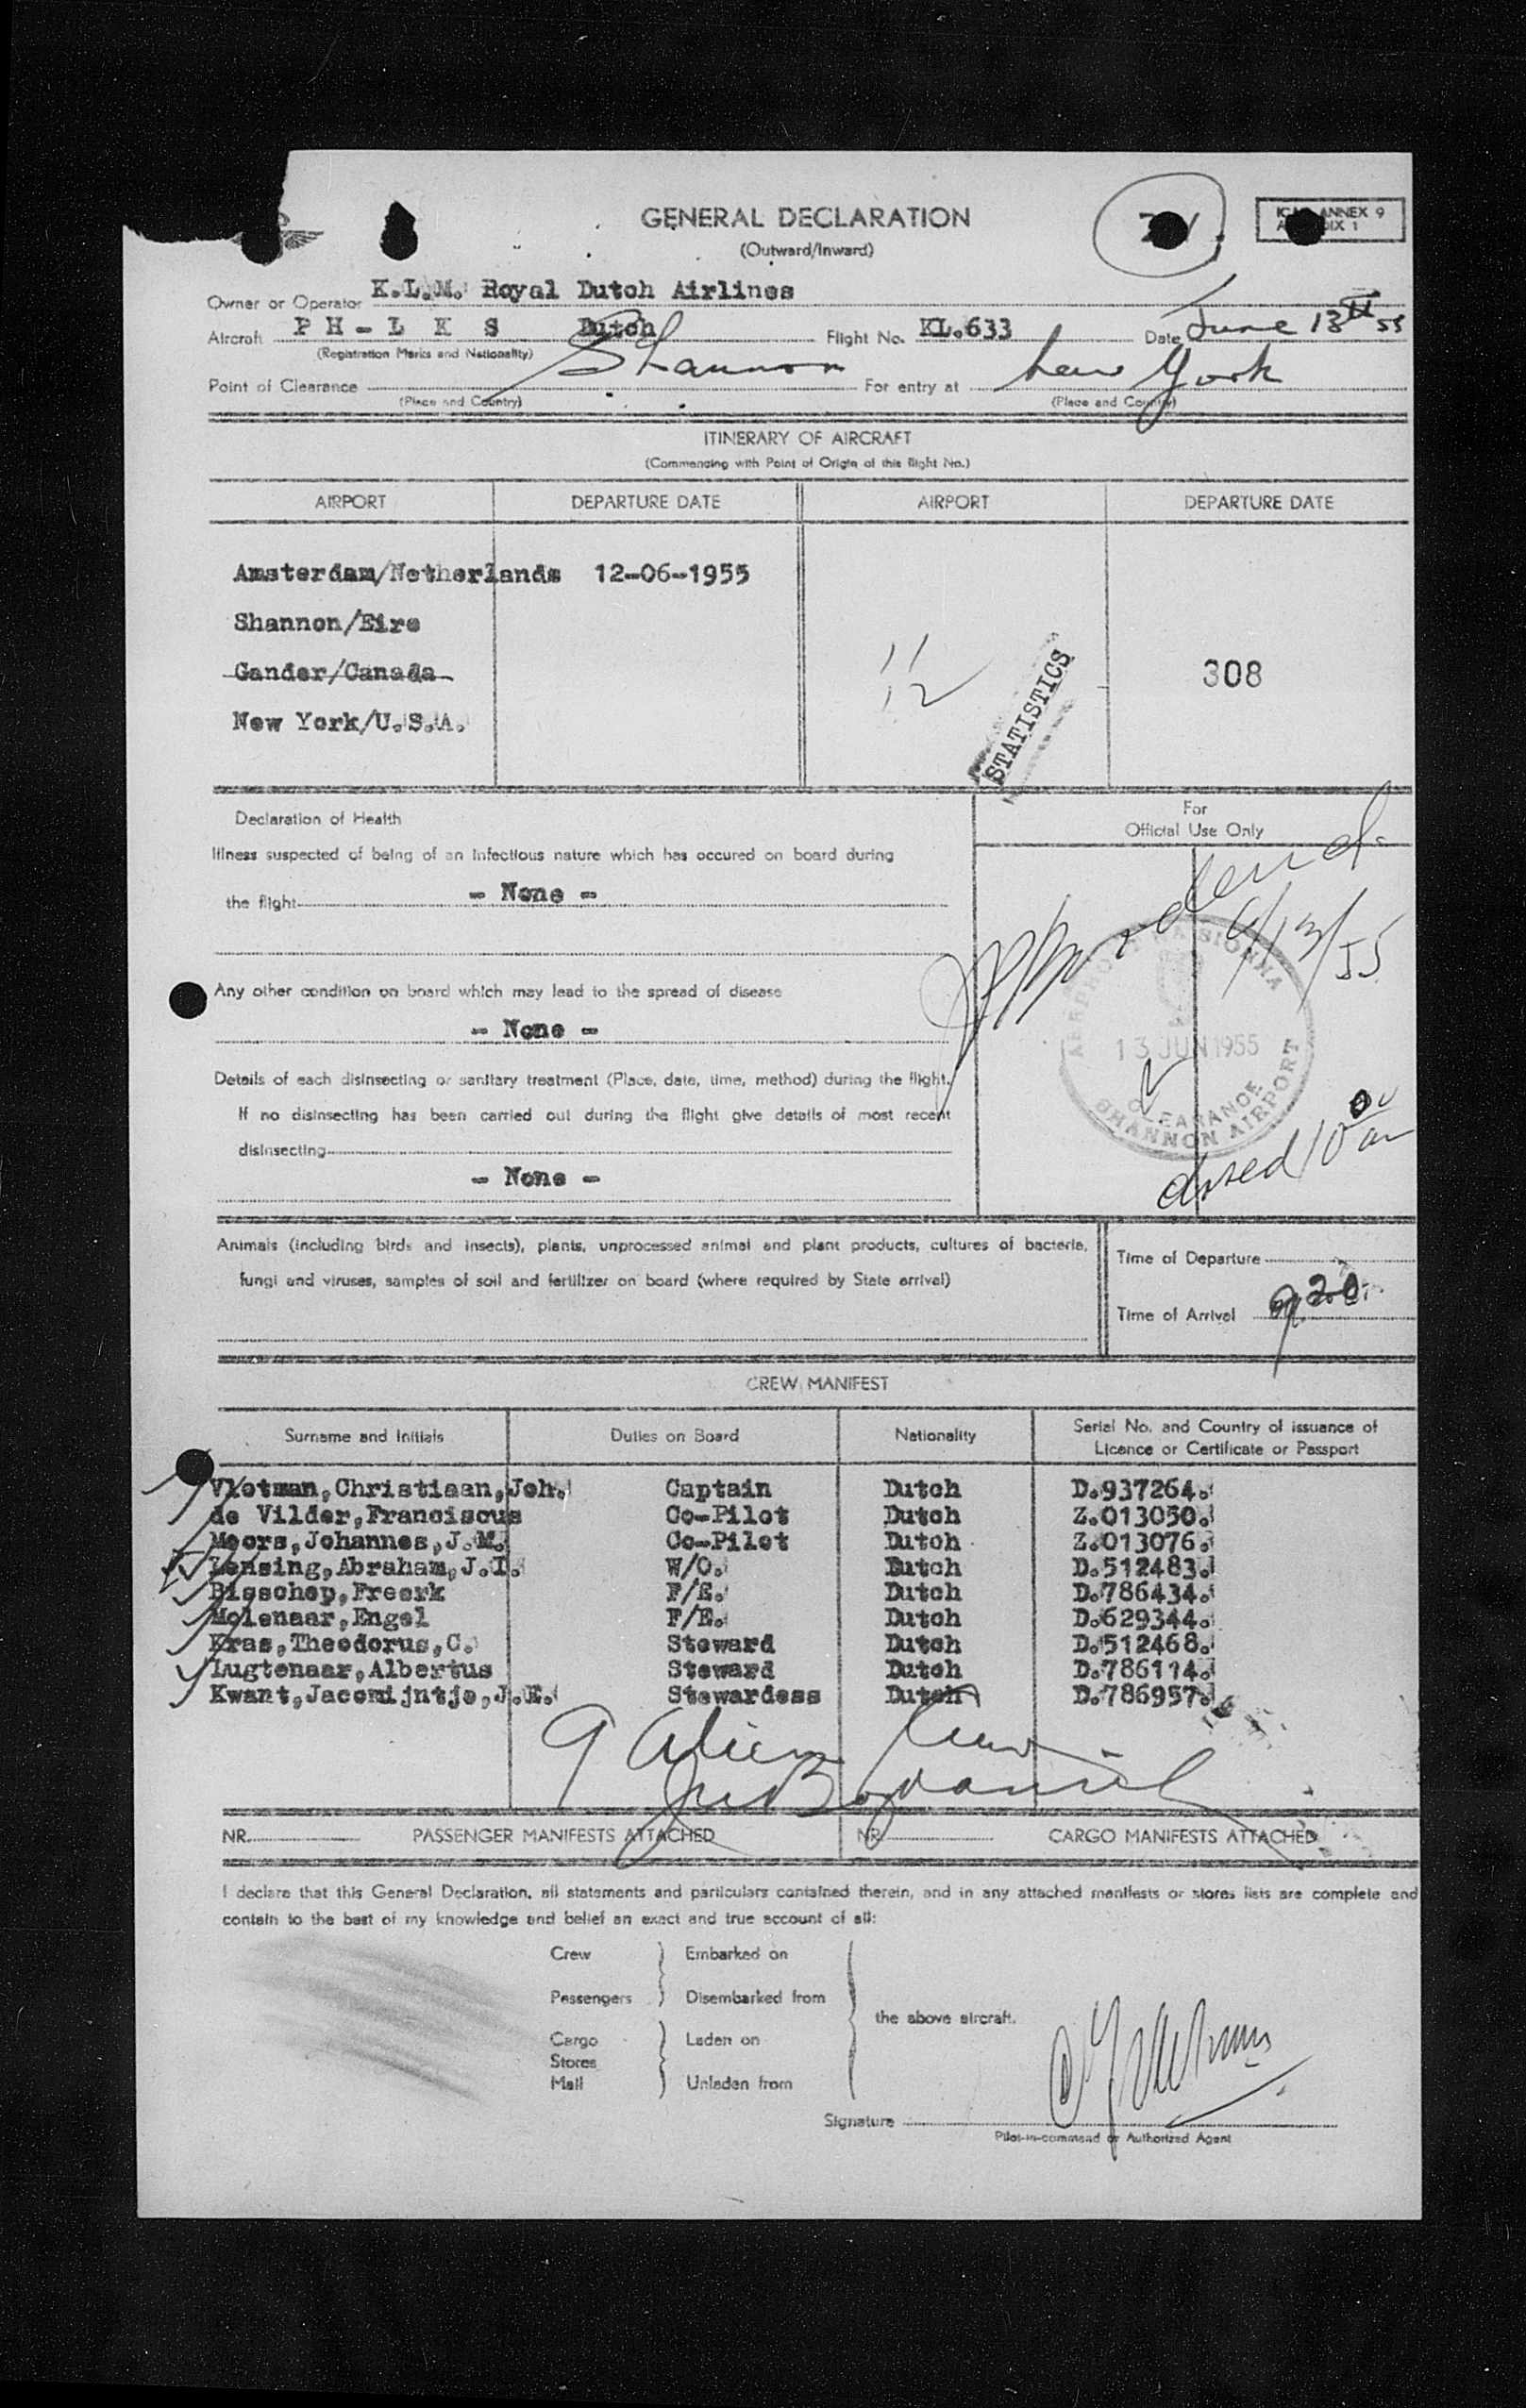 GENERAL DECLARATION
(Outward/Inward)
ANNEX 9
IX 1
Owner or Operator K.L.M. Royal Dutch Airlines
Aircraft PH-LKS Dutch Flight No. KL.633 Date June 13th 55
(Registration Marks and Nationality)
Point of Clearance Shannon For entry at New York
(Place and Country) (Place and Country)
ITINERARY OF AIRCRAFT
(Commencing with Point of Origin of this flight No.)
AIRPORT DEPARTURE DATE AIRPORT DEPARTURE DATE
Amsterdam/Netherlands 12-06-1955
Shannon/Eire
Gander/Canada
New York/U.S.A.
11
12
STATISTICS
308
Declaration of Health
For
Official Use Only
Illness suspected of being of an infectious nature which has occured on board during
the flight - None -
6/13/55
Any other condition on board which may lead to the spread of disease
- None -
13 JUN 1955
CLEARANCE
SHANNON AIRPORT
Details of each disinsecting or sanitary treatment (Place, date, time, method) during the flight.
If no disinsecting has been carried out during the flight give details of most recent
disinsecting
- None -
Animals (including birds and insects), plants, unprocessed animal and plant products, cultures of bacteria,
fungi and viruses, samples of soil and fertilizer on board (where required by State arrival)
Time of Departure
Time of Arrival 920
CREW MANIFEST
Surname and Initials Duties on Board Nationality Serial No. and Country of issuance of
Licence or Certificate or Passport
Vlotman,Christiaan,Joh. Captain Dutch D.937264.
de Vilder,Franciscus Co-Pilot Dutch Z.013050.
Moors,Johannes,J.M. Co-Pilot Dutch Z.013076.
Lensing,Abraham,J.I. W/O. Dutch D.512483.
Bisschop,Freerk F/E. Dutch D.786434.
Molenaar,Engel F/E. Dutch D.629344.
Kras,Theodorus,C. Steward Dutch D.512468.
Lugtenaar,Albertus Steward Dutch D.786114.
Kwant,Jacomijntje,J.E. Stewardess Dutch D.786957.
9 Alien Crew
NR. PASSENGER MANIFESTS ATTACHED NR. CARGO MANIFESTS ATTACHED
I declare that this General Declaration, all statements and particulars contained therein, and in any attached manifests or stores lists are complete and
contain to the best of my knowledge and belief an exact and true account of all:
Crew Embarked on
Passengers Disembarked from
the above aircraft.
Cargo Laden on
Stores
Mail Unladen from
Signature
Pilot-in-command or Authorized Agent